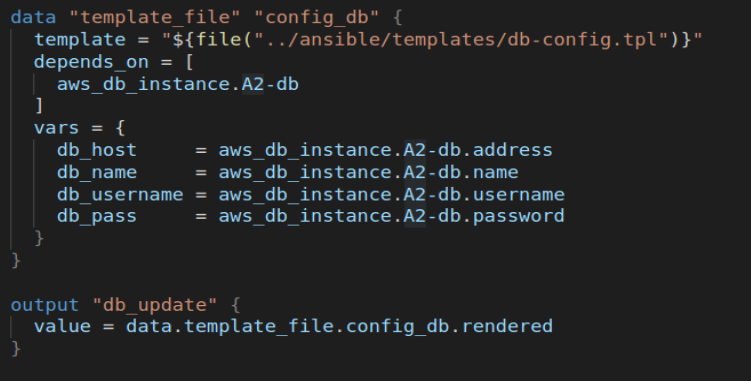 data "template_file" "config_db" {
  template = "${file("../ansible/templates/db-config.tpl")}"
  depends_on = [
    aws_db_instance.A2-db
  ]
  vars = {
    db_host     = aws_db_instance.A2-db.address
    db_name     = aws_db_instance.A2-db.name
    db_username = aws_db_instance.A2-db.username
    db_pass     = aws_db_instance.A2-db.password
  }
}

output "db_update" {
  value = data.template_file.config_db.rendered
}